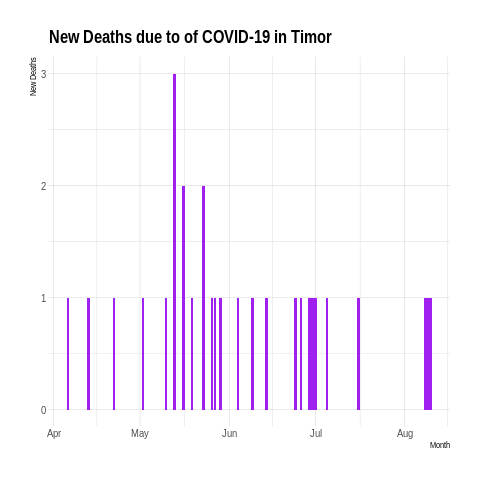 New Deaths due to of COVID-19 in Timor
New Deaths
3
2
1
0
Apr
May
Jun
Jul
Aug
Month